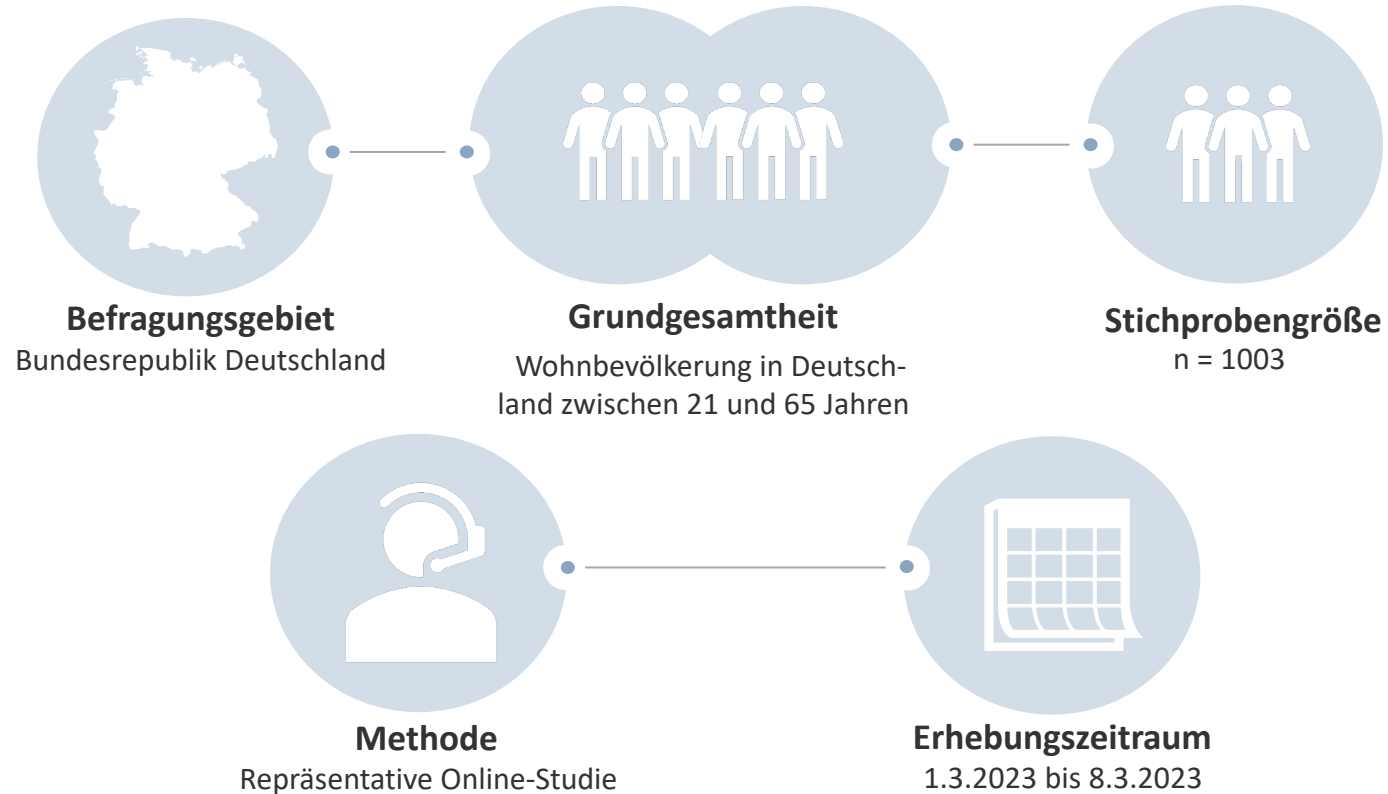 Befragungsgebiet
Bundesrepublik Deutschland
Grundgesamtheit
Wohnbevölkerung in Deutsch-
land zwischen 21 und 65 Jahren
Stichprobengröße
n = 1003
Methode
Repräsentative Online-Studie
Erhebungszeitraum
1.3.2023 bis 8.3.2023